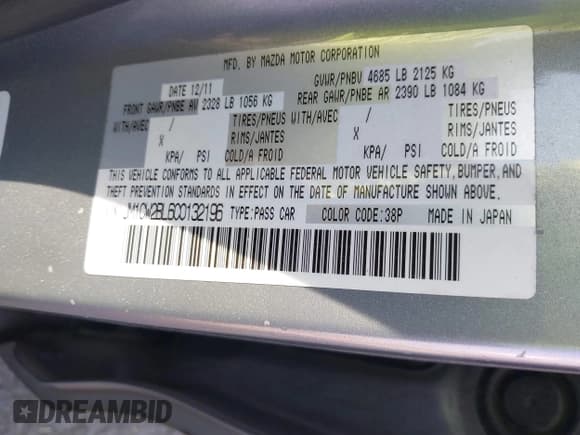 MFD. BY MAZDA MOTOR CORPORATION
DATE 12/11 GVWR/PNBV 4685 LB 2125 KG
FRONT GAWR/PNBE AV 2328 LB 1056 KG REAR GAWR/PNBE AR 2390 LB 1084 KG
WITH/AVEC / TIRES/PNEUS WITH/AVEC / TIRES/PNEUS
X RIMS/JANTES X RIMS/JANTES
KPA/ PSI COLD/A FROID KPA/ PSI COLD/A FROID
THIS VEHICLE CONFORMS TO ALL APPLICABLE FEDERAL MOTOR VEHICLE SAFETY, BUMPER, AND
THEFT PREVENTION STANDARDS IN EFFECT ON THE DATE OF MANUFACTURE SHOWN ABOVE.
JM1CW2BL6C0132196 TYPE:PASS CAR COLOR CODE:38P MADE IN JAPAN
DREAMBID